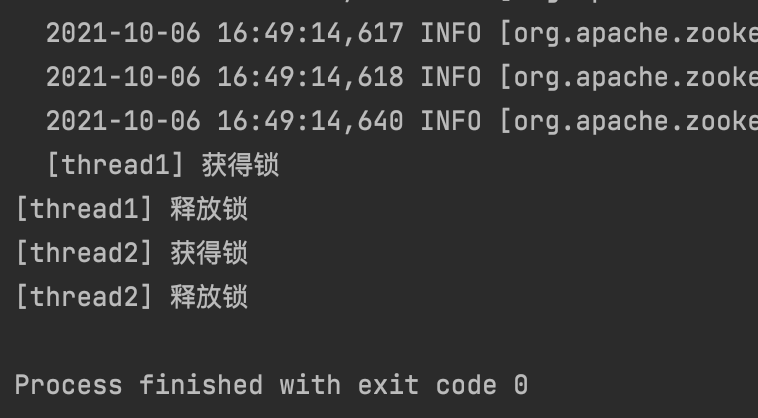 2021-10-06 16:49:14,617 INFO [org.apache.zooke
2021-10-06 16:49:14,618 INFO [org.apache.zooke
2021-10-06 16:49:14,640 INFO [org.apache.zooke
[thread1] 获得锁
[thread1] 释放锁
[thread2] 获得锁
[thread2] 释放锁
Process finished with exit code 0